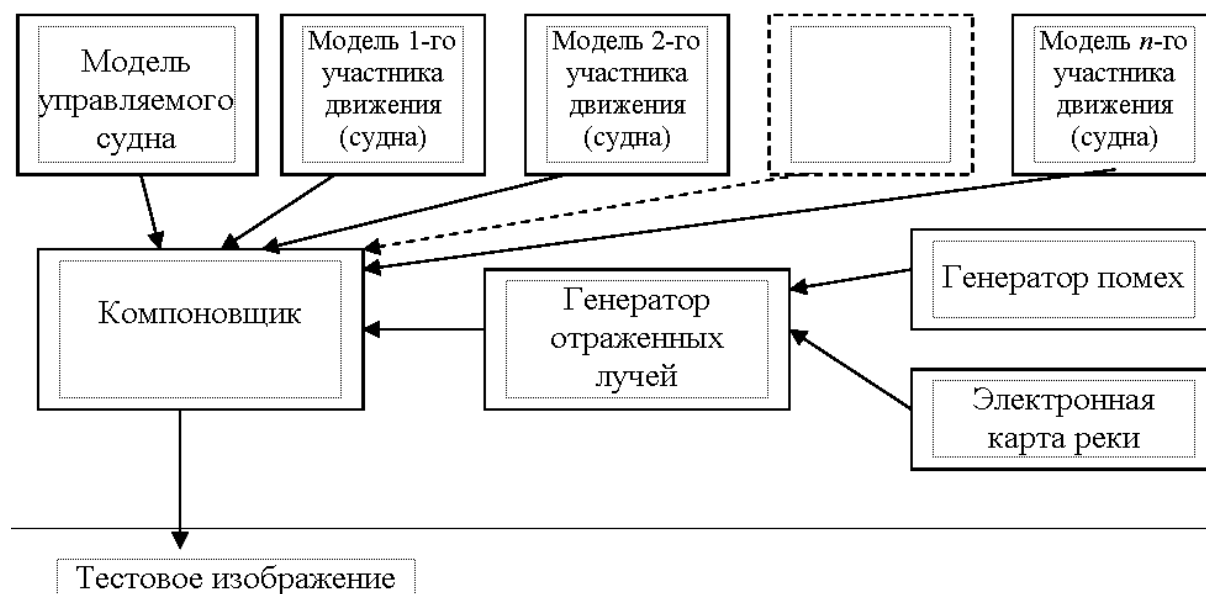 Модель
управляемого
судна
Модель 1-го
участника
движения
(судна)
Модель 2-го
участника
движения
(судна)
Модель n-го
участника
движения
(судна)
Компоновщик
Генератор
отраженных
лучей
Генератор помех
Электронная
карта реки
Тестовое изображение